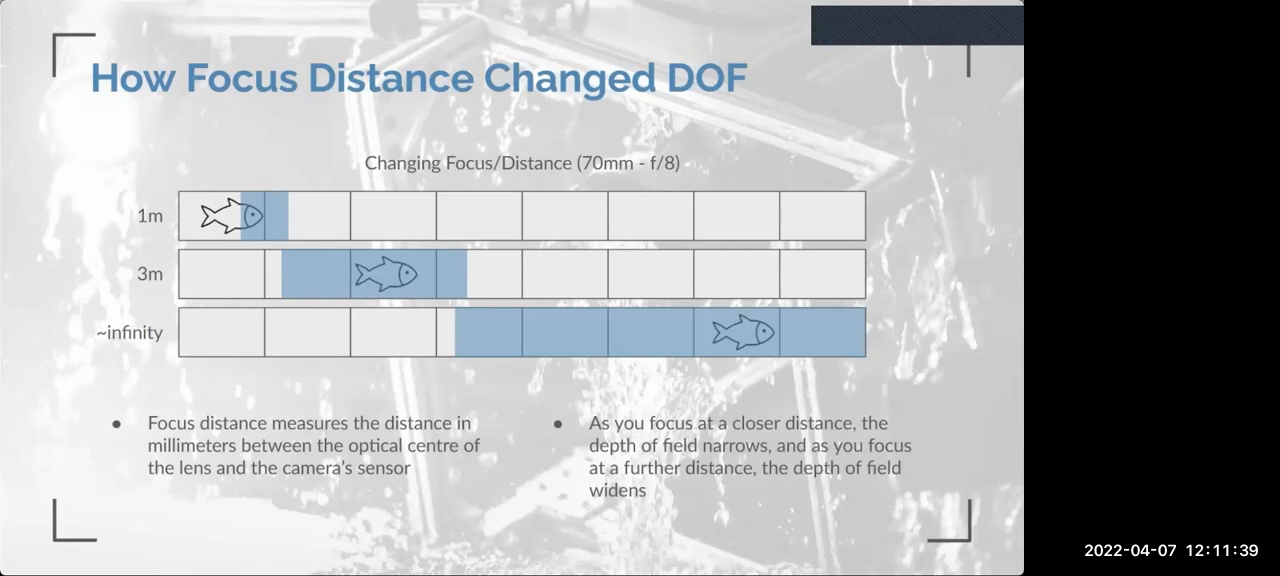 How Focus Distance Changed DOF
Changing Focus/Distance (70mm - f/8)
1m
3m
~infinity
● Focus distance measures the distance in
millimeters between the optical centre of
the lens and the camera's sensor
● As you focus at a closer distance, the
depth of field narrows, and as you focus
at a further distance, the depth of field
widens
2022-04-07 12:11:39